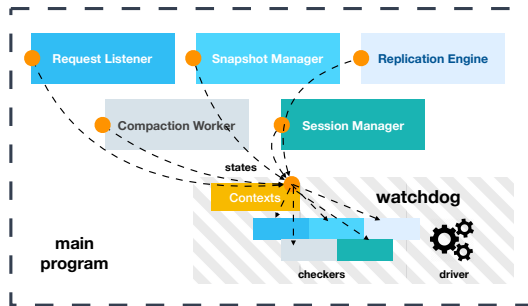 Request Listener
Snapshot Manager
Replication Engine
Compaction Worker
Session Manager
states
Contexts
watchdog
main
program
checkers
driver